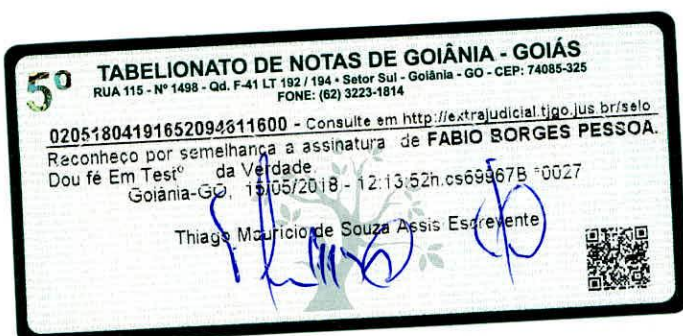 5º TABELIONATO DE NOTAS DE GOIÂNIA - GOIÁS
RUA 115 - Nº 1498 - Qd. F-41 LT 192 / 194 • Setor Sul - Goiânia - GO - CEP: 74085-325
FONE: (62) 3223-1814
02051804191652094611600 - Consulte em http://extrajudicial.tjgo.jus.br/selo
Reconheço por semelhança a assinatura de FABIO BORGES PESSOA.
Dou fé Em Testº da Verdade.
Goiânia-GO, 15/05/2018 - 12:13:52h.cs69967B *0027
Thiago Mauricio de Souza Assis Escrevente